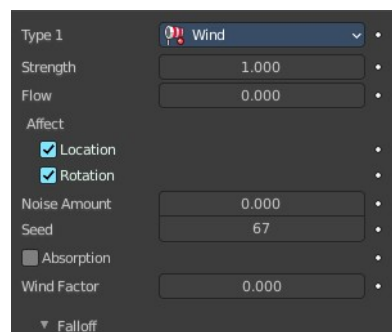 Type 1 Wind
Strength 1.000
Flow 0.000
Affect
Location
Rotation
Noise Amount 0.000
Seed 67
Absorption
Wind Factor 0.000
Falloff